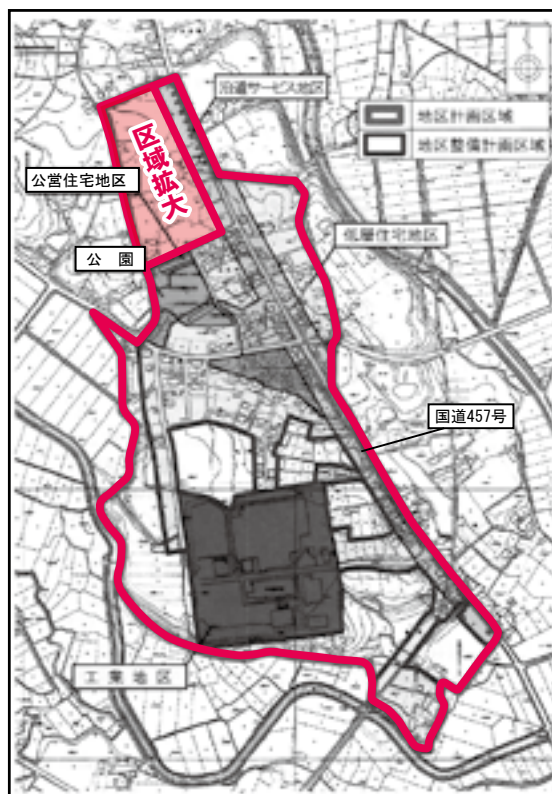 沿道サービス地区
地区計画区域
地区整備計画区域
区域拡大
公営住宅地区
公園
低層住宅地区
国道457号
工業地区